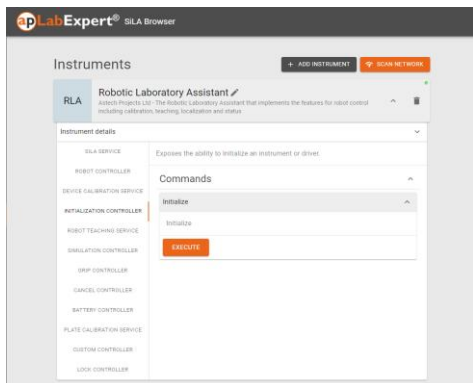 apLabExpert® SiLA Browser
Instruments
+ ADD INSTRUMENT
SCAN NETWORK
RLA
Robotic Laboratory Assistant
Astech Projects Ltd - The Robotic Laboratory Assistant that implements the features for robot control
including calibration, teaching, localization and status
Instrument details
SILA SERVICE
Exposes the ability to initialize an instrument or driver.
ROBOT CONTROLLER
Commands
DEVICE CALIBRATION SERVICE
Initialize
INITIALIZATION CONTROLLER
Initialize
ROBOT TEACHING SERVICE
EXECUTE
SIMULATION CONTROLLER
GRIP CONTROLLER
CANCEL CONTROLLER
BATTERY CONTROLLER
PLATE CALIBRATION SERVICE
CUSTOM CONTROLLER
LOCK CONTROLLER